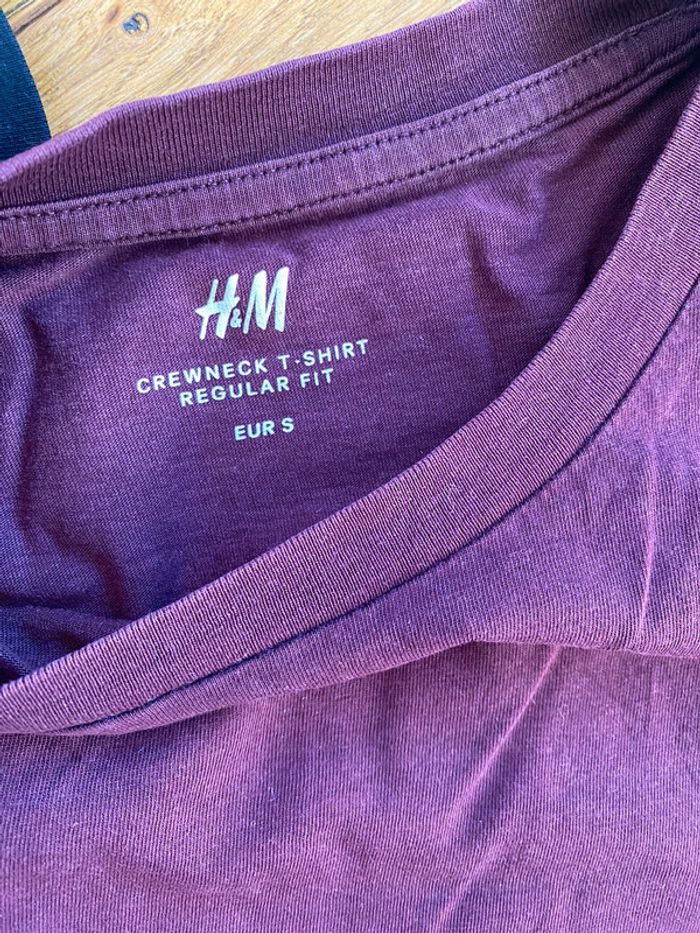 H&M
CREWNECK T-SHIRT
REGULAR FIT
EUR S